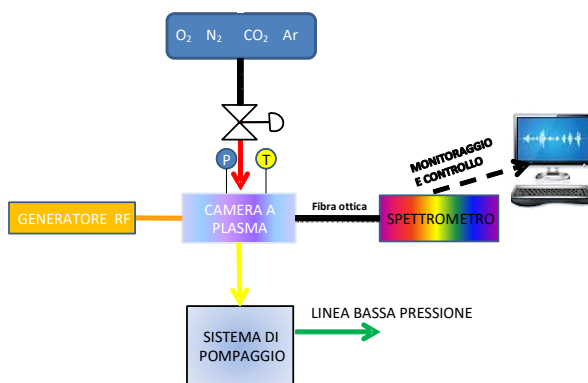 O₂ N₂ CO₂ Ar
P T
MONITORAGGIO
E CONTROLLO
GENERATORE RF
CAMERA A
PLASMA
Fibra ottica
SPETTROMETRO
LINEA BASSA PRESSIONE
SISTEMA DI
POMPAGGIO